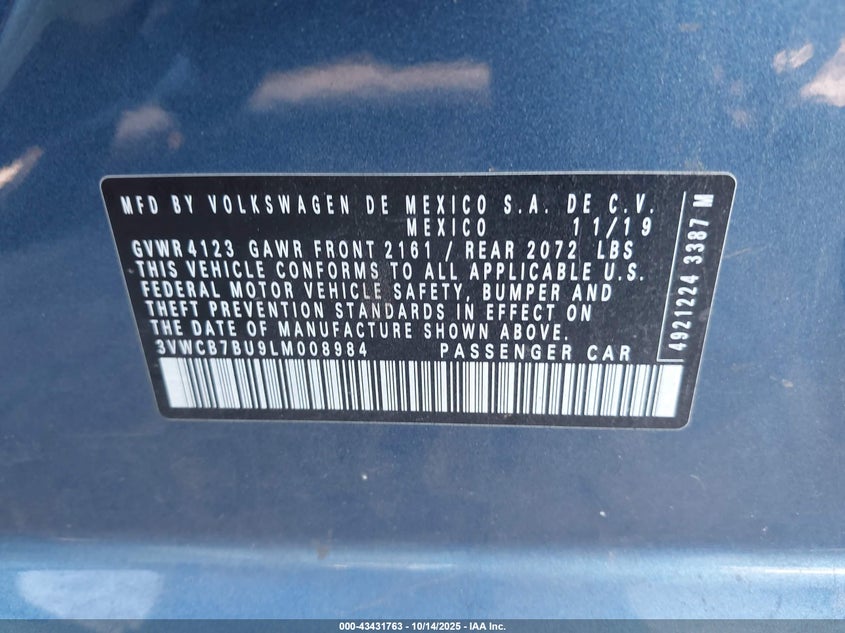 MFD BY VOLKSWAGEN DE MEXICO S.A. DE C.V.
MEXICO 11/19
GVWR 4123 GAWR FRONT 2161 / REAR 2072 LBS
THIS VEHICLE CONFORMS TO ALL APPLICABLE U.S.
FEDERAL MOTOR VEHICLE SAFETY, BUMPER AND
THEFT PREVENTION STANDARDS IN EFFECT ON
THE DATE OF MANUFACTURE SHOWN ABOVE.
3VWCB7BU9LM008984 PASSENGER CAR
4921224 3387 M
000-43431763 - 10/14/2025 - IAA Inc.